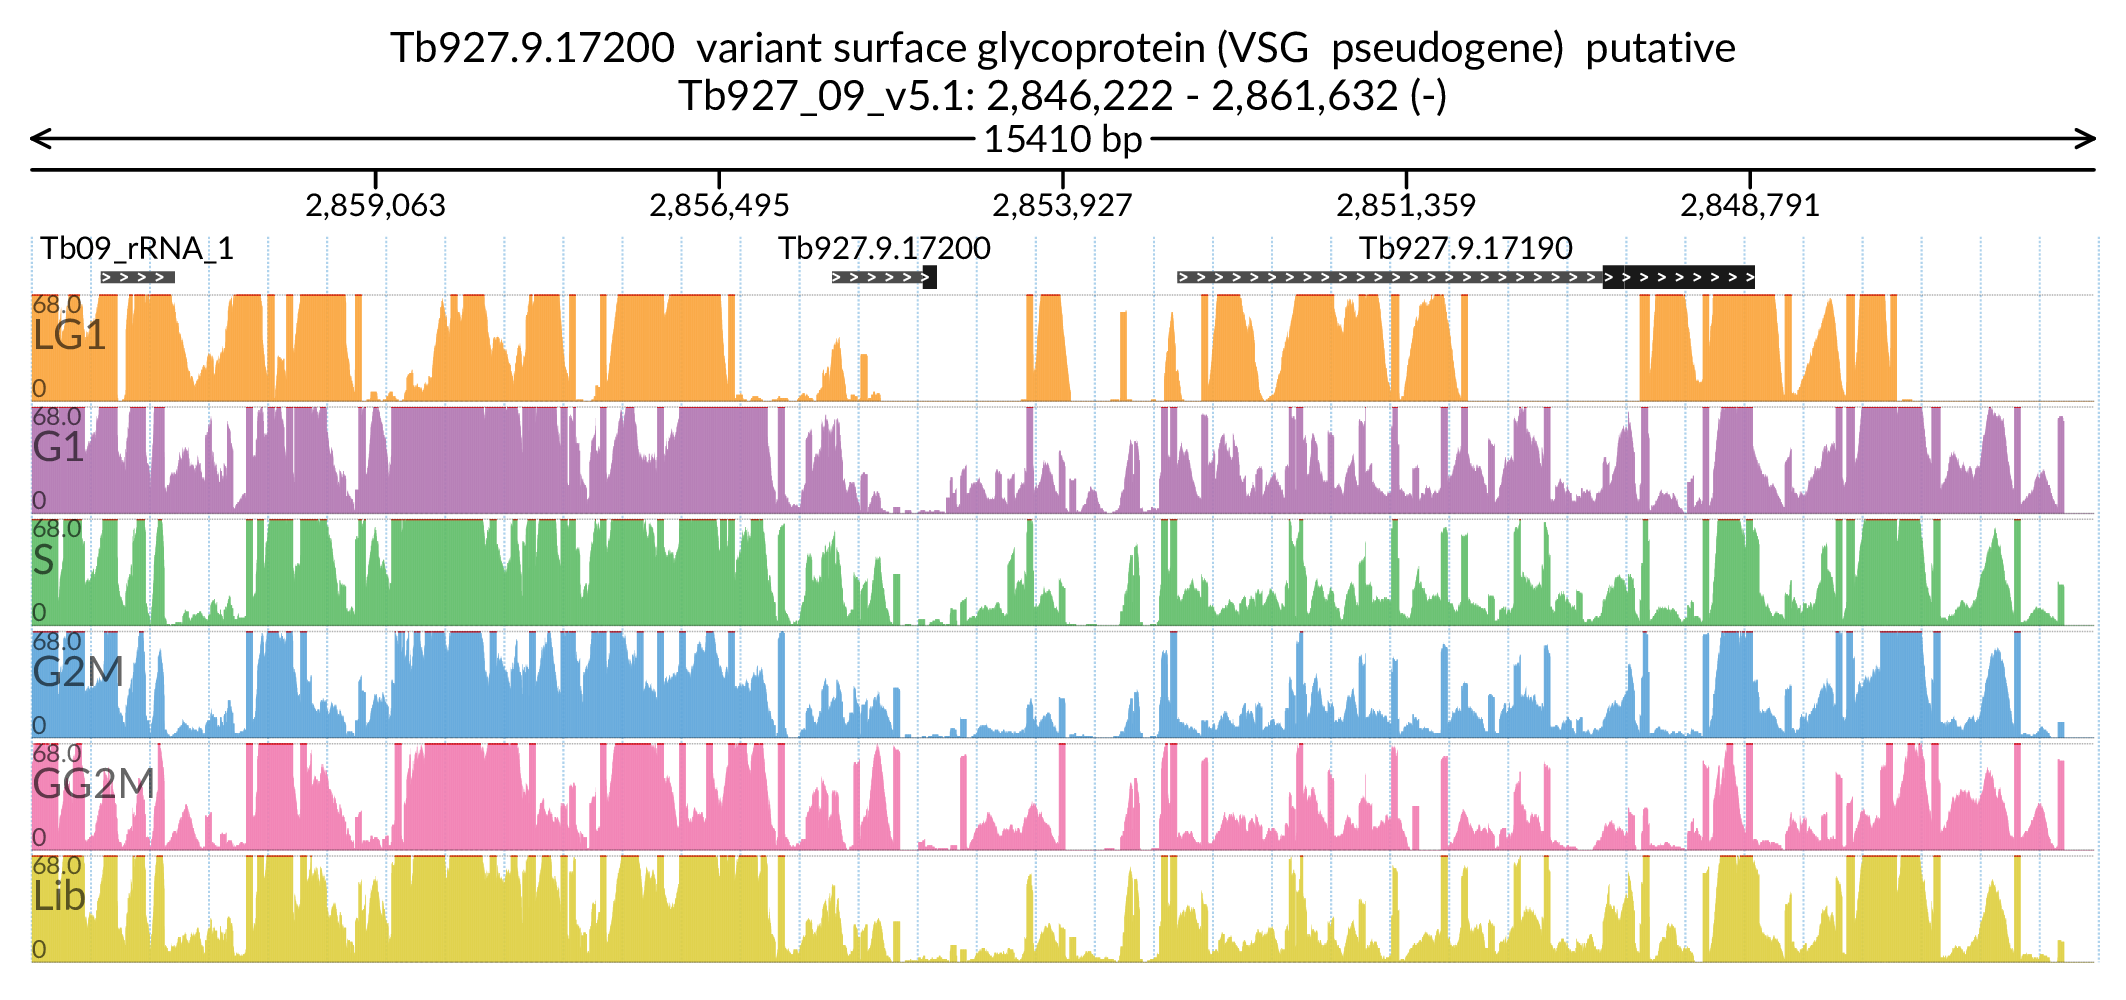 Tb927.9.17200  variant surface glycoprotein (VSG  pseudogene)  putative
Tb927_09_v5.1: 2,846,222 - 2,861,632 (-)
15410 bp
2,859,063 2,856,495 2,853,927 2,851,359 2,848,791
Tb09_rRNA_1 Tb927.9.17200 Tb927.9.17190
68.0
LG1
0
68.0
G1
0
68.0
S
0
68.0
G2M
0
68.0
GG2M
0
68.0
Lib
0